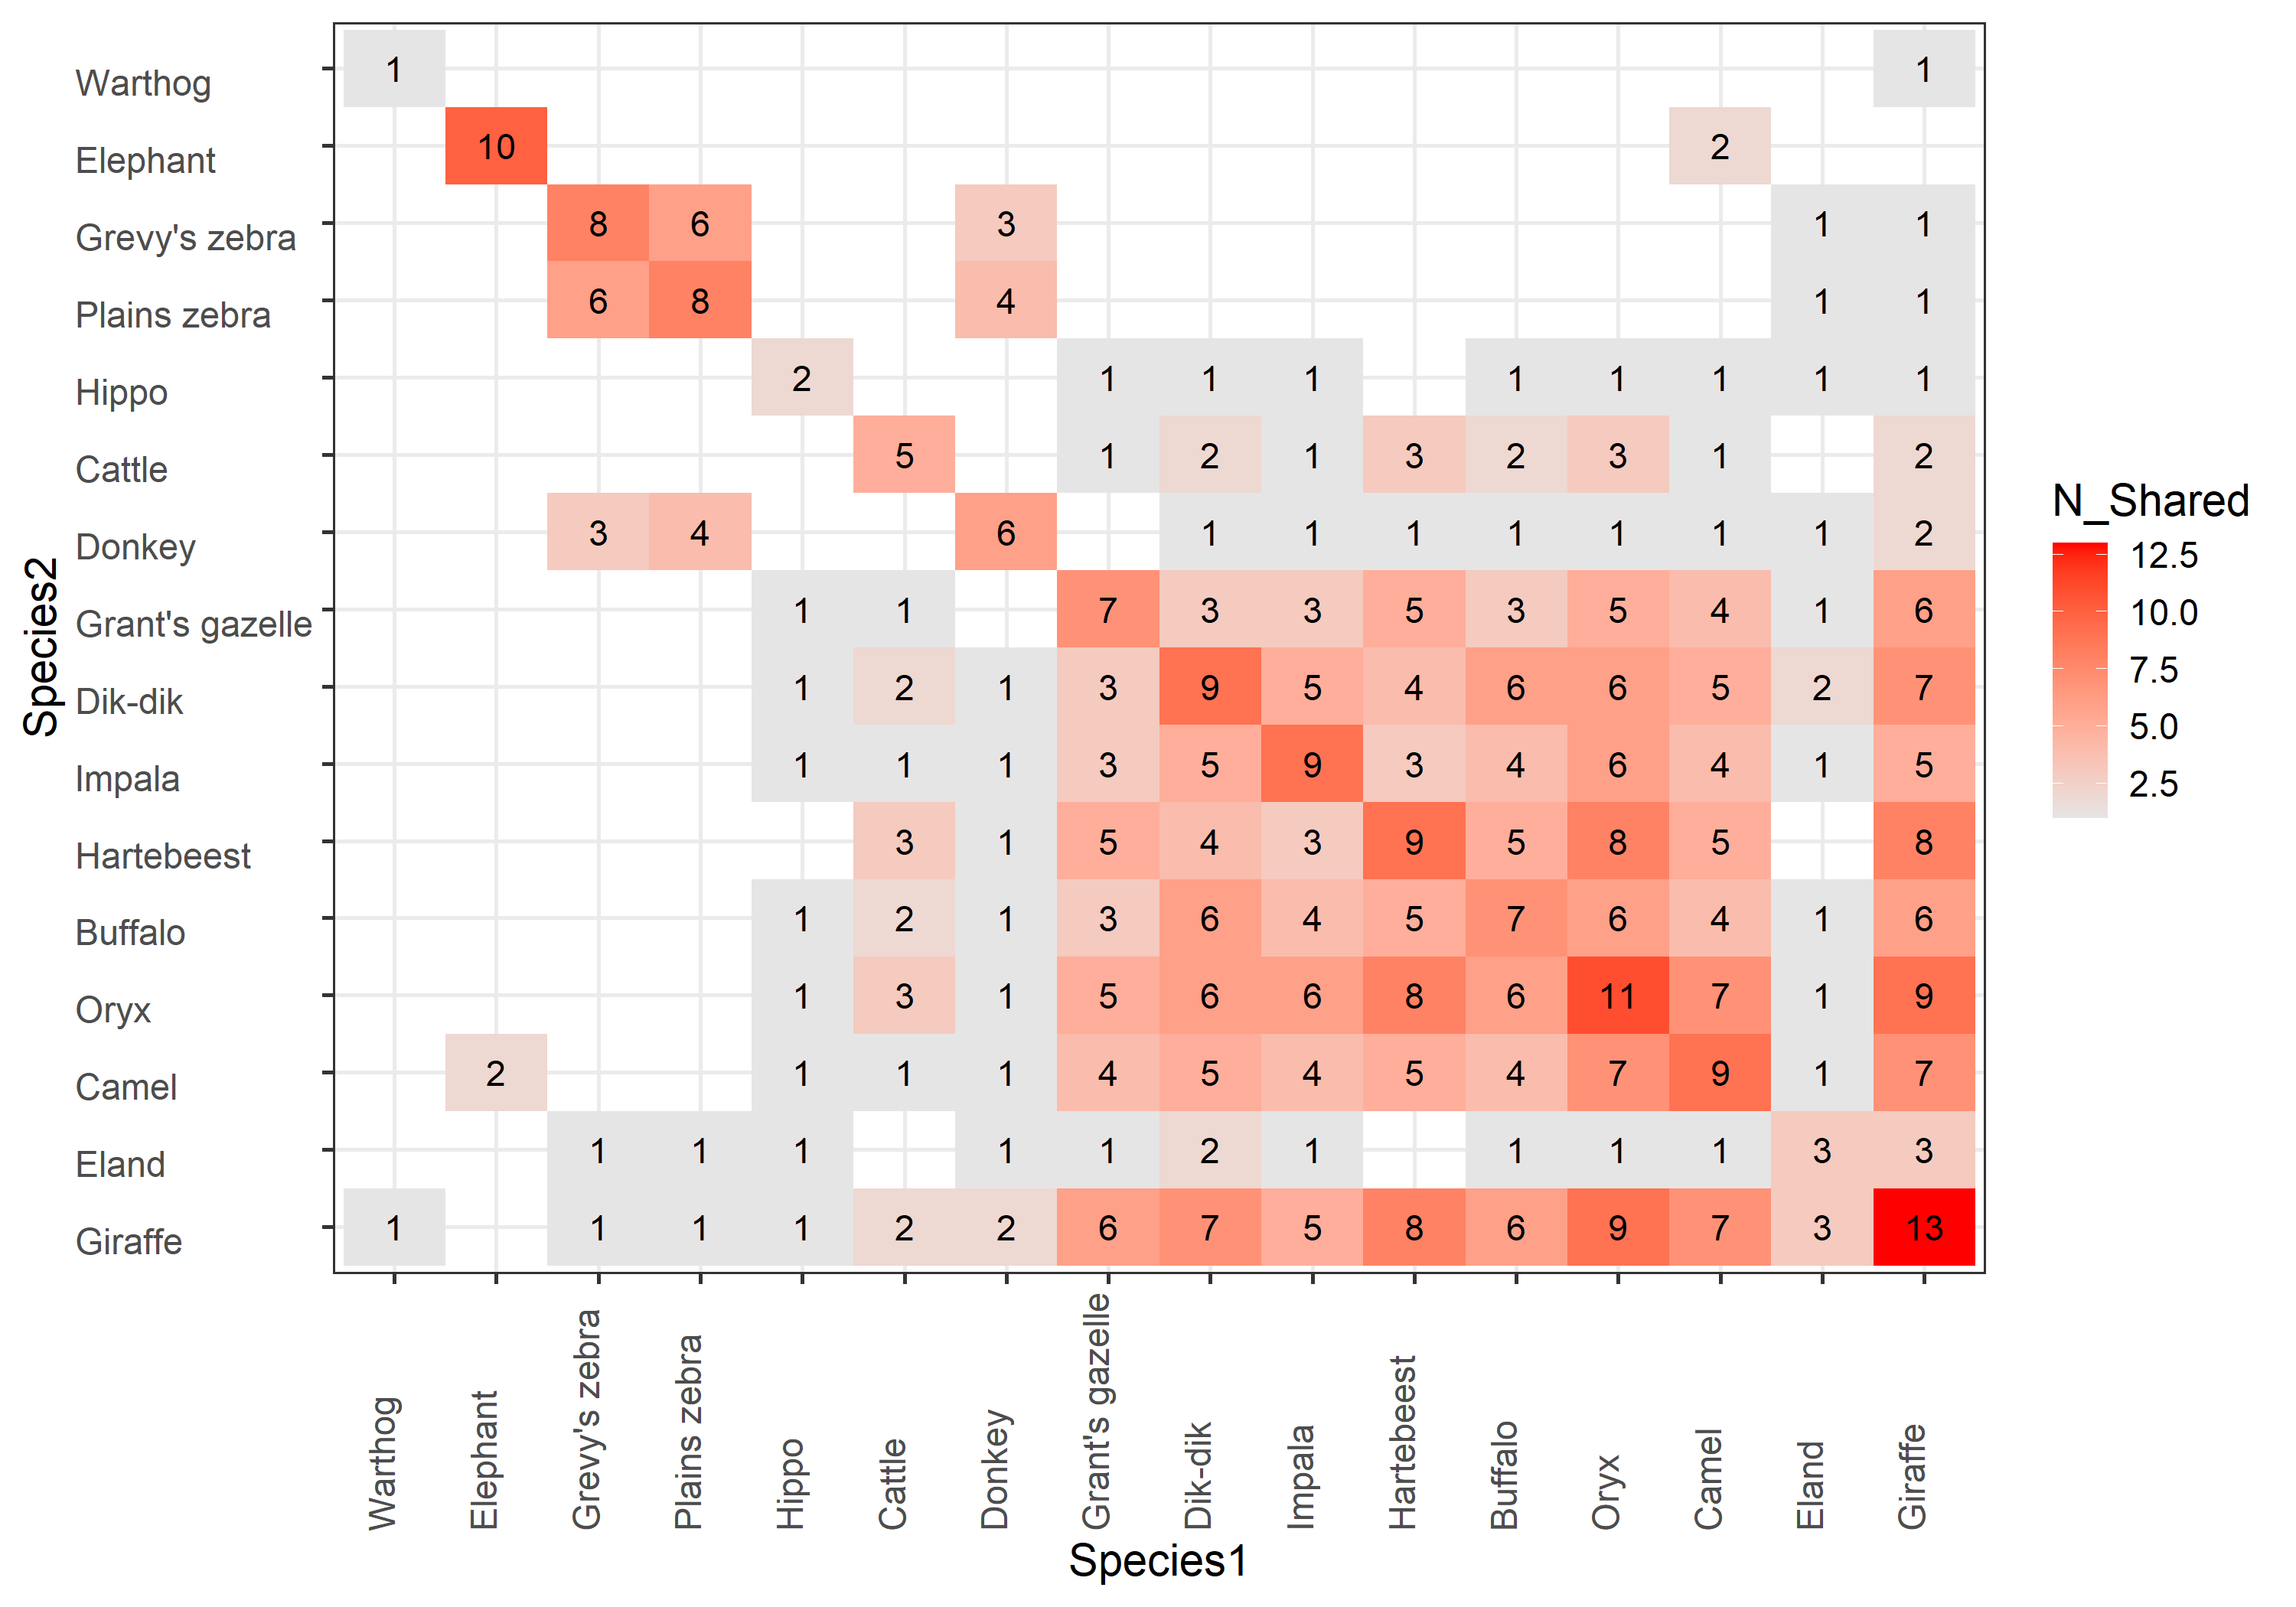 Warthog 1 1
Elephant 10 2
Grevy's zebra 8 6 3 1 1
Plains zebra 6 8 4 1 1
Hippo 2 1 1 1 1 1 1 1 1
Cattle 5 1 2 1 3 2 3 1 2
Donkey 3 4 6 1 1 1 1 1 1 1 2
Grant's gazelle 1 1 7 3 3 5 3 5 4 1 6
Dik-dik 1 2 1 3 9 5 4 6 6 5 2 7
Impala 1 1 1 3 5 9 3 4 6 4 1 5
Hartebeest 3 1 5 4 3 9 5 8 5 8
Buffalo 1 2 1 3 6 4 5 7 6 4 1 6
Oryx 1 3 1 5 6 6 8 6 11 7 1 9
Camel 2 1 1 1 4 5 4 5 4 7 9 1 7
Eland 1 1 1 1 1 2 1 1 1 1 3 3
Giraffe 1 1 1 1 2 2 6 7 5 8 6 9 7 3 13
Species2
Warthog
Elephant
Grevy's zebra
Plains zebra
Hippo
Cattle
Donkey
Grant's gazelle
Dik-dik
Impala
Hartebeest
Buffalo
Oryx
Camel
Eland
Giraffe
Species1
N_Shared
12.5
10.0
7.5
5.0
2.5